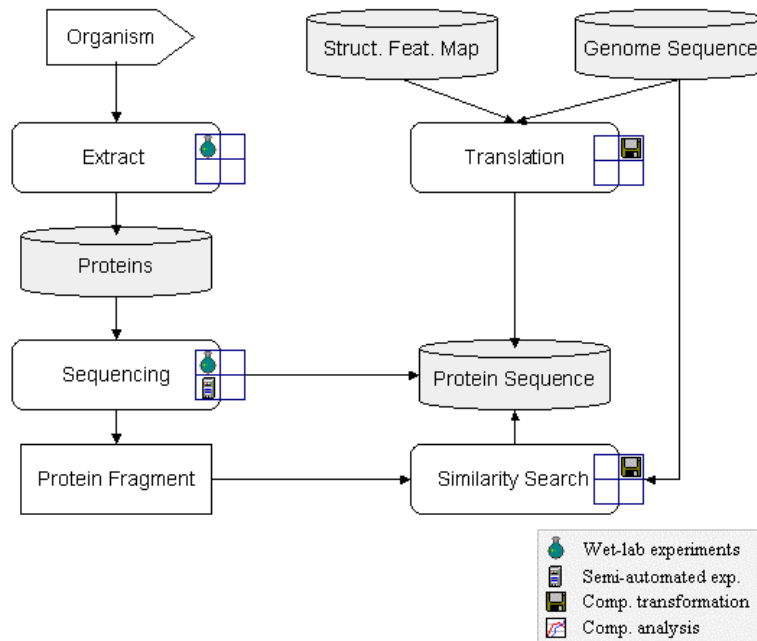 Organism
Struct. Feat. Map
Genome Sequence
Extract
Translation
Proteins
Sequencing
Protein Sequence
Protein Fragment
Similarity Search
Wet-lab experiments
Semi-automated exp.
Comp. transformation
Comp. analysis